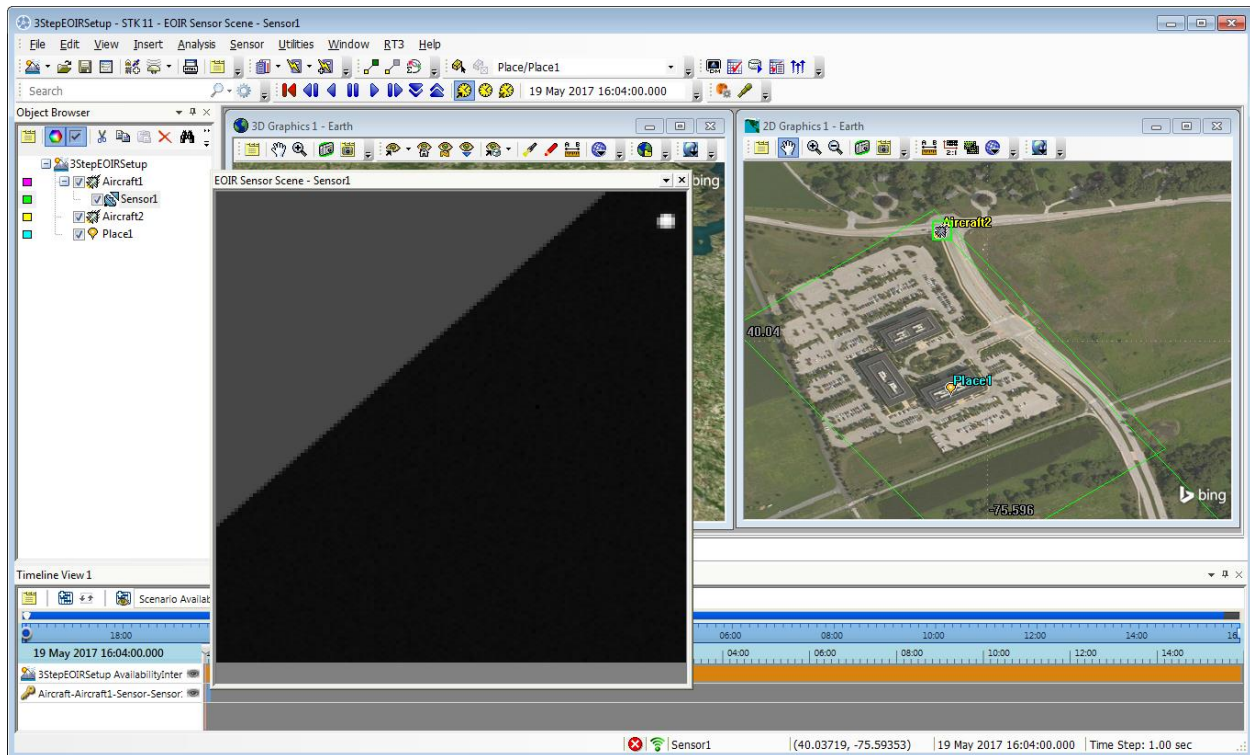 3StepEOIRSetup - STK 11 - EOIR Sensor Scene - Sensor1
File Edit View Insert Analysis Sensor Utilities Window RT3 Help
Place/Place1
Search
19 May 2017 16:04:00.000
Object Browser
3StepEOIRSetup
Aircraft1
Sensor1
Aircraft2
Place1
3D Graphics 1 - Earth
bing
EOIR Sensor Scene - Sensor1
2D Graphics 1 - Earth
Aircraft2
40.04
Place1
bing
-75.596
Timeline View 1
Scenario Availab
18:00 06:00 08:00 10:00 12:00 14:00 16
19 May 2017 16:04:00.000 04:00 06:00 08:00 10:00 12:00 14:00
3StepEOIRSetup AvailabilityInter
Aircraft-Aircraft1-Sensor-Sensor:
Sensor1 (40.03719, -75.59353) 19 May 2017 16:04:00.000 Time Step: 1.00 sec